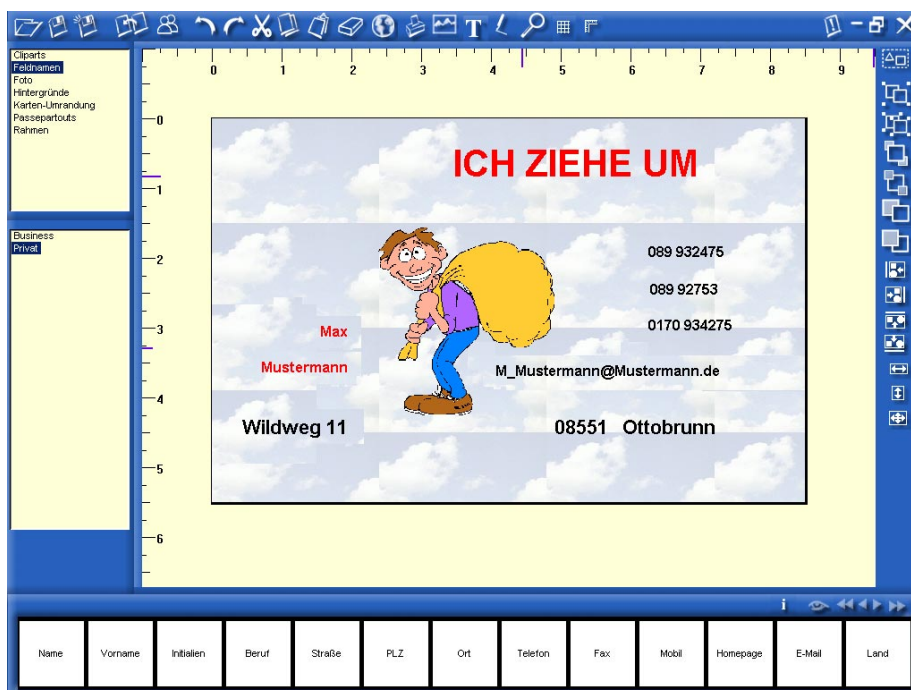 Cliparts
Feldnamen
Foto
Hintergründe
Karten-Umrandung
Passepartouts
Rahmen
Business
Privat
0 1 2 3 4 5 6 7 8 9
0
1
2
3
4
5
6
ICH ZIEHE UM
089 932475
089 92753
0170 934275
Max
Mustermann
M_Mustermann@Mustermann.de
Wildweg 11
08551 Ottobrunn
Name Vorname Initialien Beruf Straße PLZ Ort Telefon Fax Mobil Homepage E-Mail Land